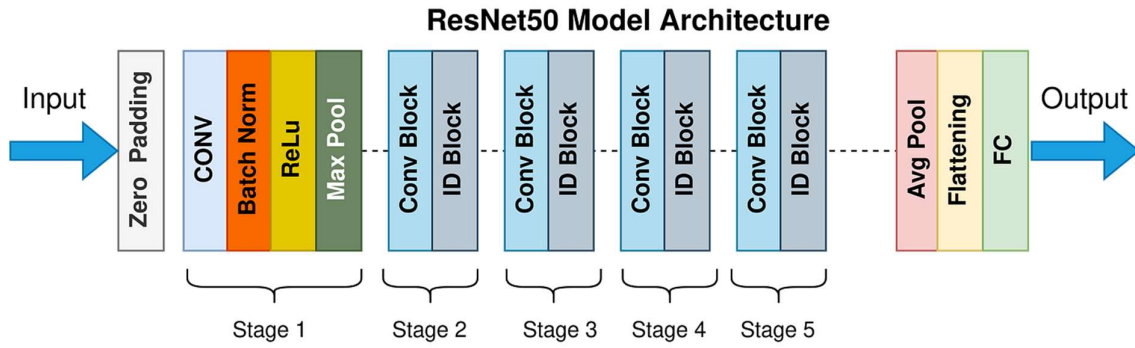 ResNet50 Model Architecture
Input
Zero Padding
CONV
Batch Norm
ReLu
Max Pool
Conv Block
ID Block
Conv Block
ID Block
Conv Block
ID Block
Conv Block
ID Block
Avg Pool
Flattening
FC
Output
Stage 1
Stage 2
Stage 3
Stage 4
Stage 5